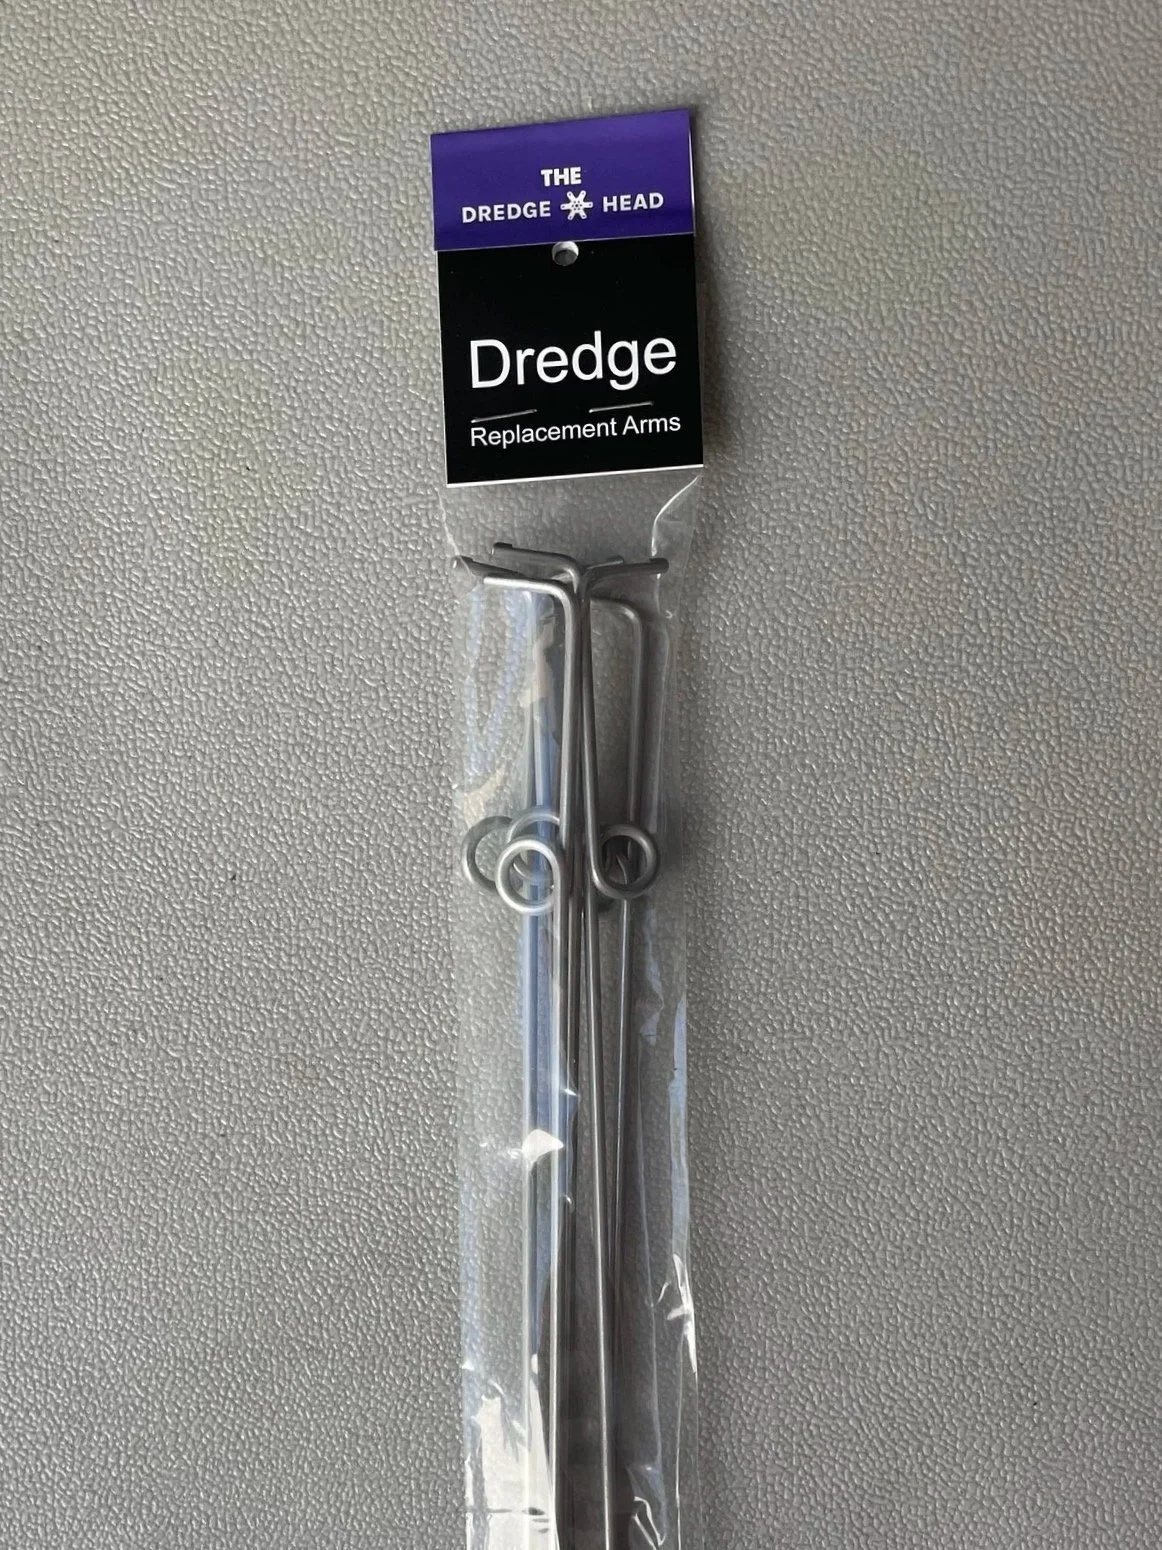 THE
DREDGE HEAD
Dredge
Replacement Arms